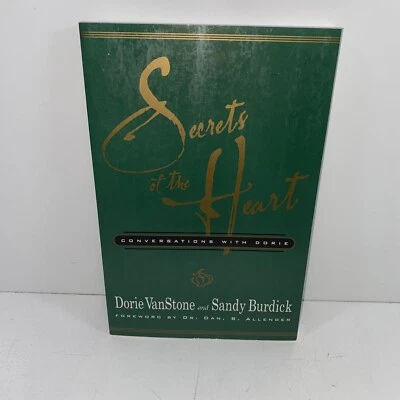 Secrets
of the
Heart
CONVERSATIONS WITH DORIE
Dorie VanStone and Sandy Burdick
FOREWORD BY DR. DAN. B. ALLENDER